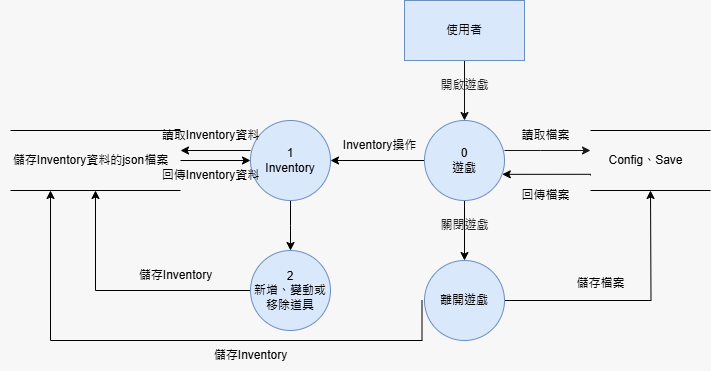 使用者
開啟遊戲
讀取Inventory資料
Inventory操作
讀取檔案
儲存Inventory資料的json檔案
1
Inventory
0
遊戲
Config、Save
回傳Inventory資料
回傳檔案
關閉遊戲
儲存Inventory
2
新增、變動或
移除道具
離開遊戲
儲存檔案
儲存Inventory